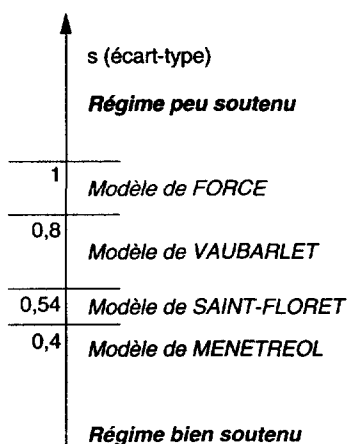 s (écart-type)
Régime peu soutenu
1
Modèle de FORCE
0,8
Modèle de VAUBARLET
0,54 Modèle de SAINT-FLORET
0,4
Modèle de MENETREOL
Régime bien soutenu